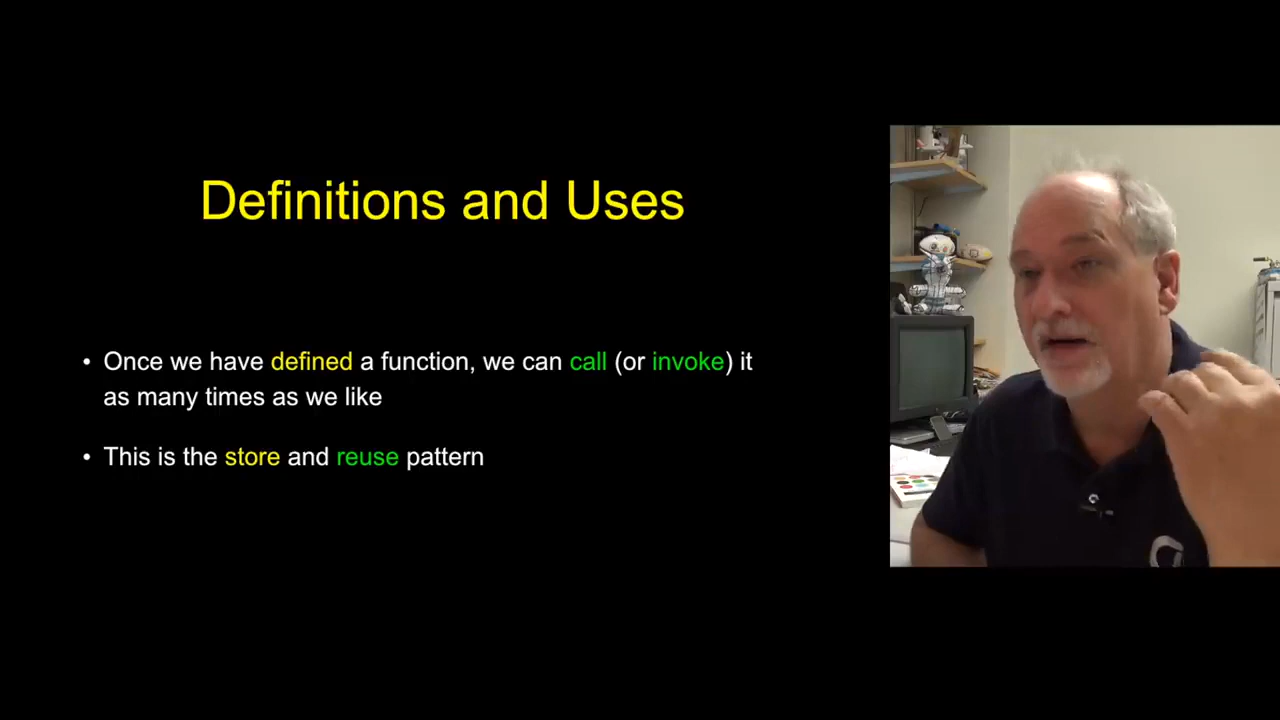 Definitions and Uses
• Once we have defined a function, we can call (or invoke) it
as many times as we like
• This is the store and reuse pattern